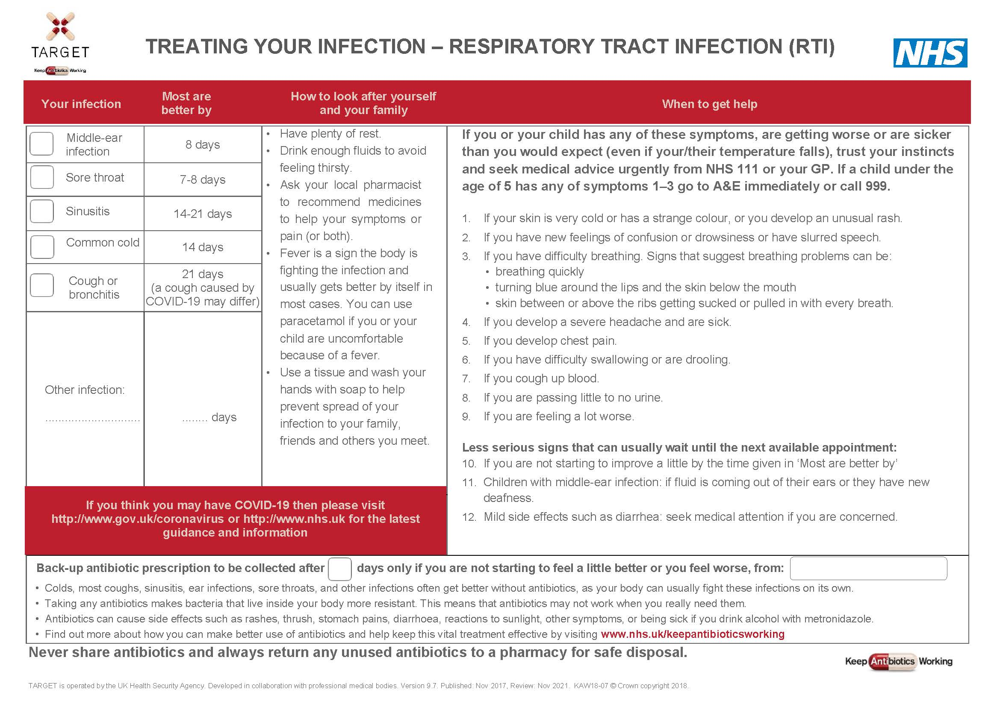 TARGET
Keep Antibiotics Working
TREATING YOUR INFECTION – RESPIRATORY TRACT INFECTION (RTI)
NHS
Your infection
Most are
better by
How to look after yourself
and your family
When to get help
Middle-ear
infection
8 days
Sore throat
7-8 days
Sinusitis
14-21 days
Common cold
14 days
Cough or
bronchitis
21 days
(a cough caused by
COVID-19 may differ)
Other infection:
..............................
........ days
• Have plenty of rest.
• Drink enough fluids to avoid
feeling thirsty.
• Ask your local pharmacist
to recommend medicines
to help your symptoms or
pain (or both).
• Fever is a sign the body is
fighting the infection and
usually gets better by itself in
most cases. You can use
paracetamol if you or your
child are uncomfortable
because of a fever.
• Use a tissue and wash your
hands with soap to help
prevent spread of your
infection to your family,
friends and others you meet.
If you think you may have COVID-19 then please visit
http://www.gov.uk/coronavirus or http://www.nhs.uk for the latest
guidance and information
If you or your child has any of these symptoms, are getting worse or are sicker
than you would expect (even if your/their temperature falls), trust your instincts
and seek medical advice urgently from NHS 111 or your GP. If a child under the
age of 5 has any of symptoms 1–3 go to A&E immediately or call 999.
1. If your skin is very cold or has a strange colour, or you develop an unusual rash.
2. If you have new feelings of confusion or drowsiness or have slurred speech.
3. If you have difficulty breathing. Signs that suggest breathing problems can be:
• breathing quickly
• turning blue around the lips and the skin below the mouth
• skin between or above the ribs getting sucked or pulled in with every breath.
4. If you develop a severe headache and are sick.
5. If you develop chest pain.
6. If you have difficulty swallowing or are drooling.
7. If you cough up blood.
8. If you are passing little to no urine.
9. If you are feeling a lot worse.
Less serious signs that can usually wait until the next available appointment:
10. If you are not starting to improve a little by the time given in ‘Most are better by’
11. Children with middle-ear infection: if fluid is coming out of their ears or they have new
deafness.
12. Mild side effects such as diarrhea: seek medical attention if you are concerned.
Back-up antibiotic prescription to be collected after days only if you are not starting to feel a little better or you feel worse, from:
• Colds, most coughs, sinusitis, ear infections, sore throats, and other infections often get better without antibiotics, as your body can usually fight these infections on its own.
• Taking any antibiotics makes bacteria that live inside your body more resistant. This means that antibiotics may not work when you really need them.
• Antibiotics can cause side effects such as rashes, thrush, stomach pains, diarrhoea, reactions to sunlight, other symptoms, or being sick if you drink alcohol with metronidazole.
• Find out more about how you can make better use of antibiotics and help keep this vital treatment effective by visiting www.nhs.uk/keepantibioticsworking
Never share antibiotics and always return any unused antibiotics to a pharmacy for safe disposal.
Keep Antibiotics Working
TARGET is operated by the UK Health Security Agency. Developed in collaboration with professional medical bodies. Version 9.7. Published: Nov 2017, Review: Nov 2021. KAW18-07 © Crown copyright 2018.